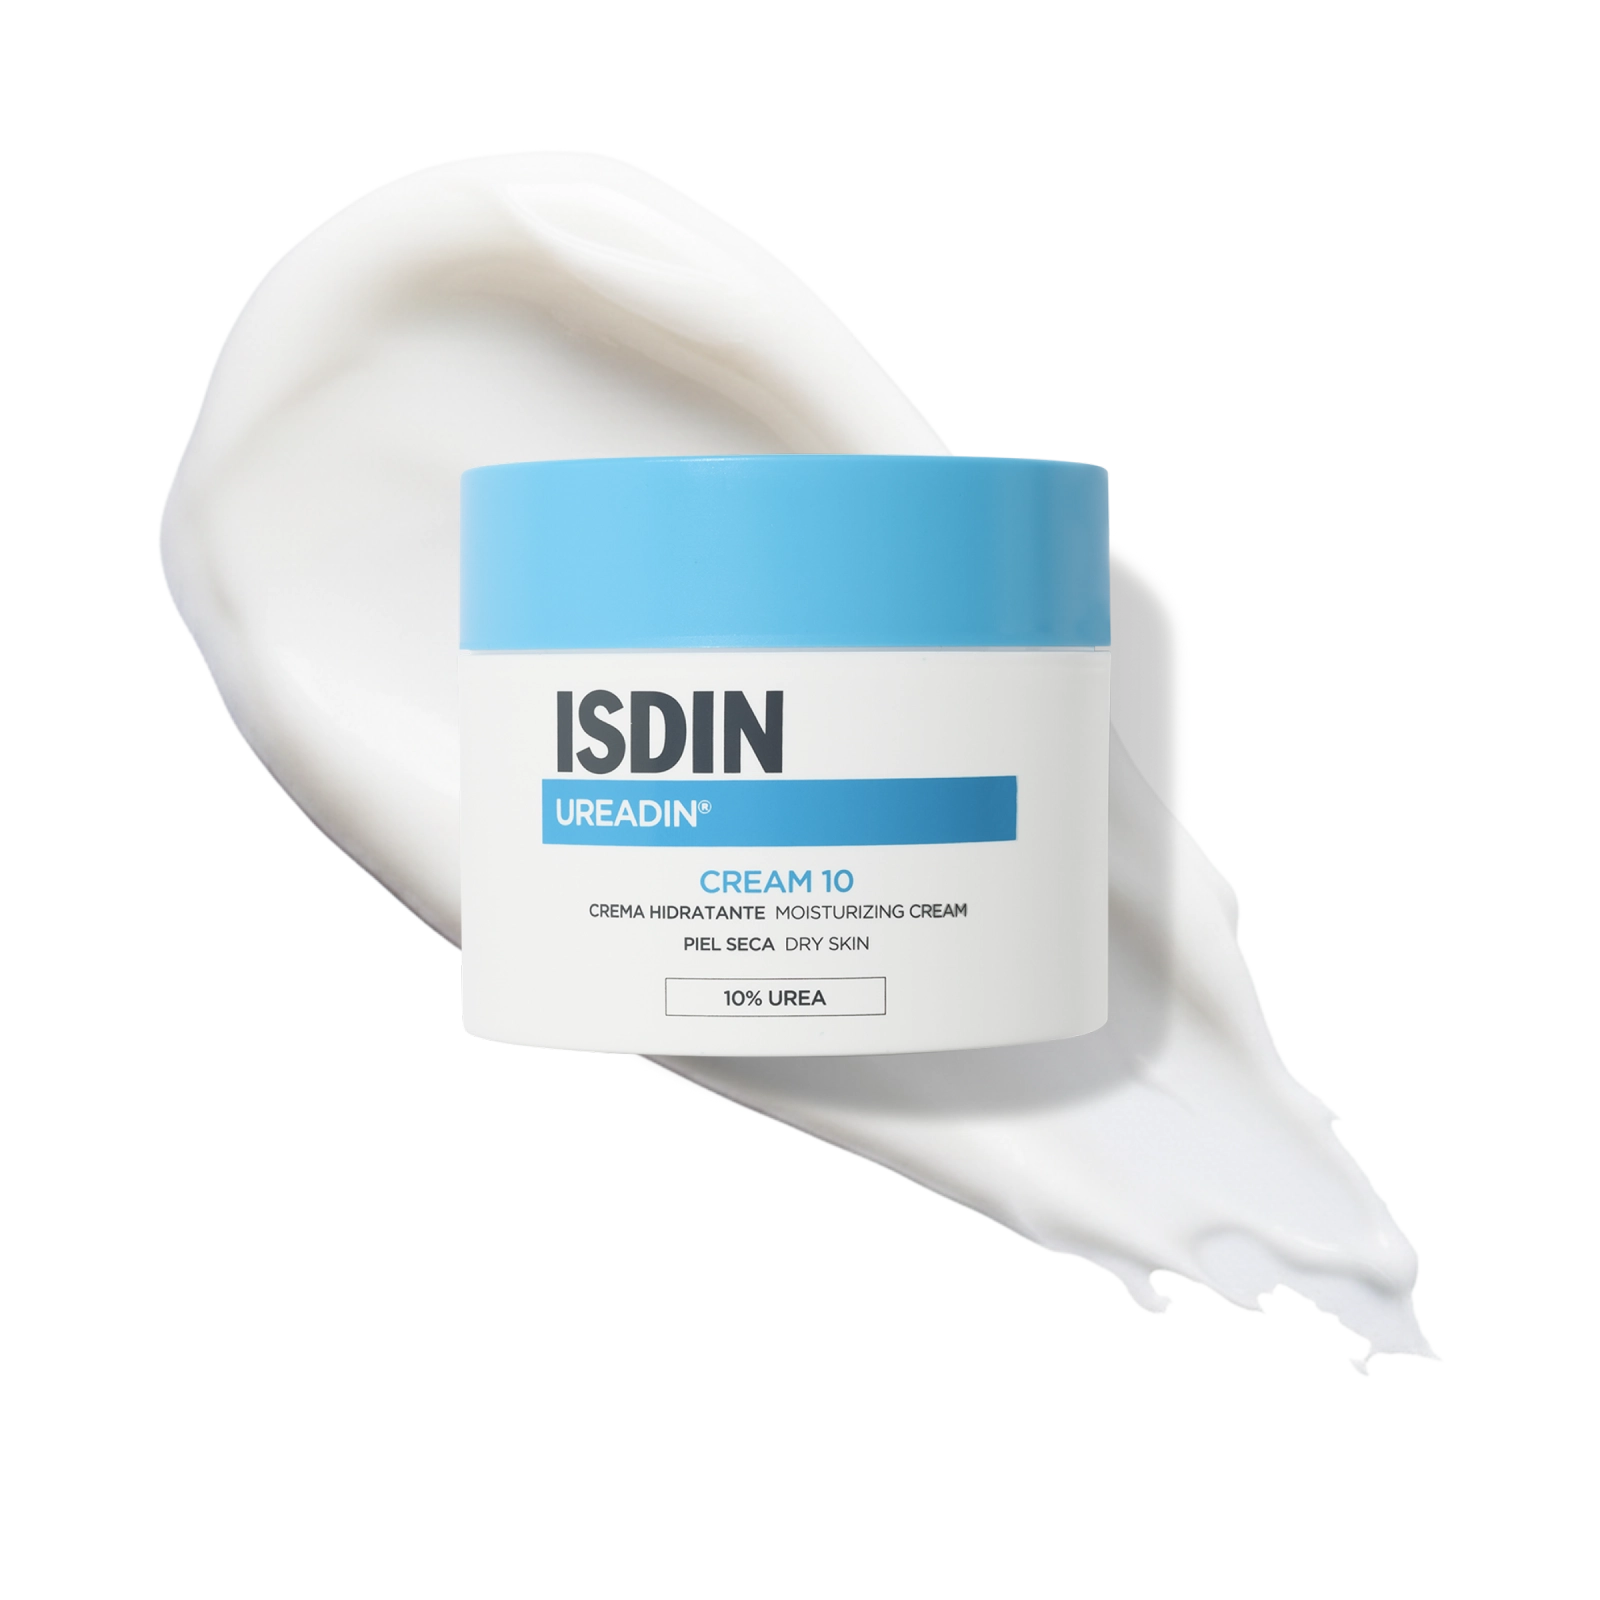 ISDIN
UREADIN®
CREAM 10
CREMA HIDRATANTE MOISTURIZING CREAM
PIEL SECA DRY SKIN
10% UREA